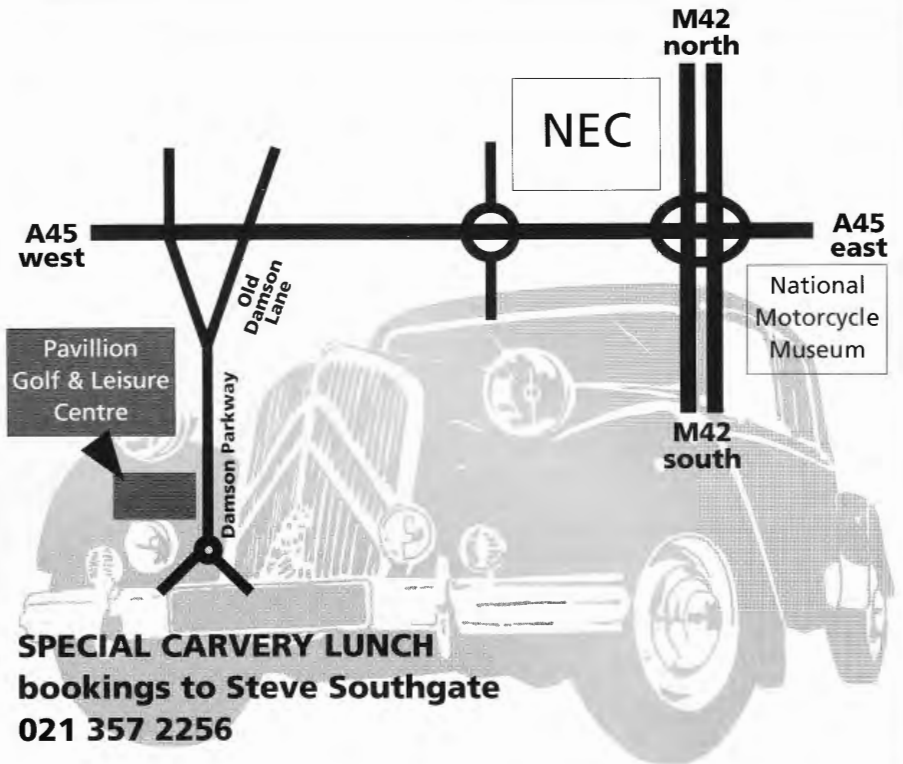 M42
north
NEC
A45
west
A45
east
Old
Damson
Lane
National
Motorcycle
Museum
Pavillion
Golf & Leisure
Centre
Damson Parkway
M42
south
SPECIAL CARVERY LUNCH
bookings to Steve Southgate
021 357 2256